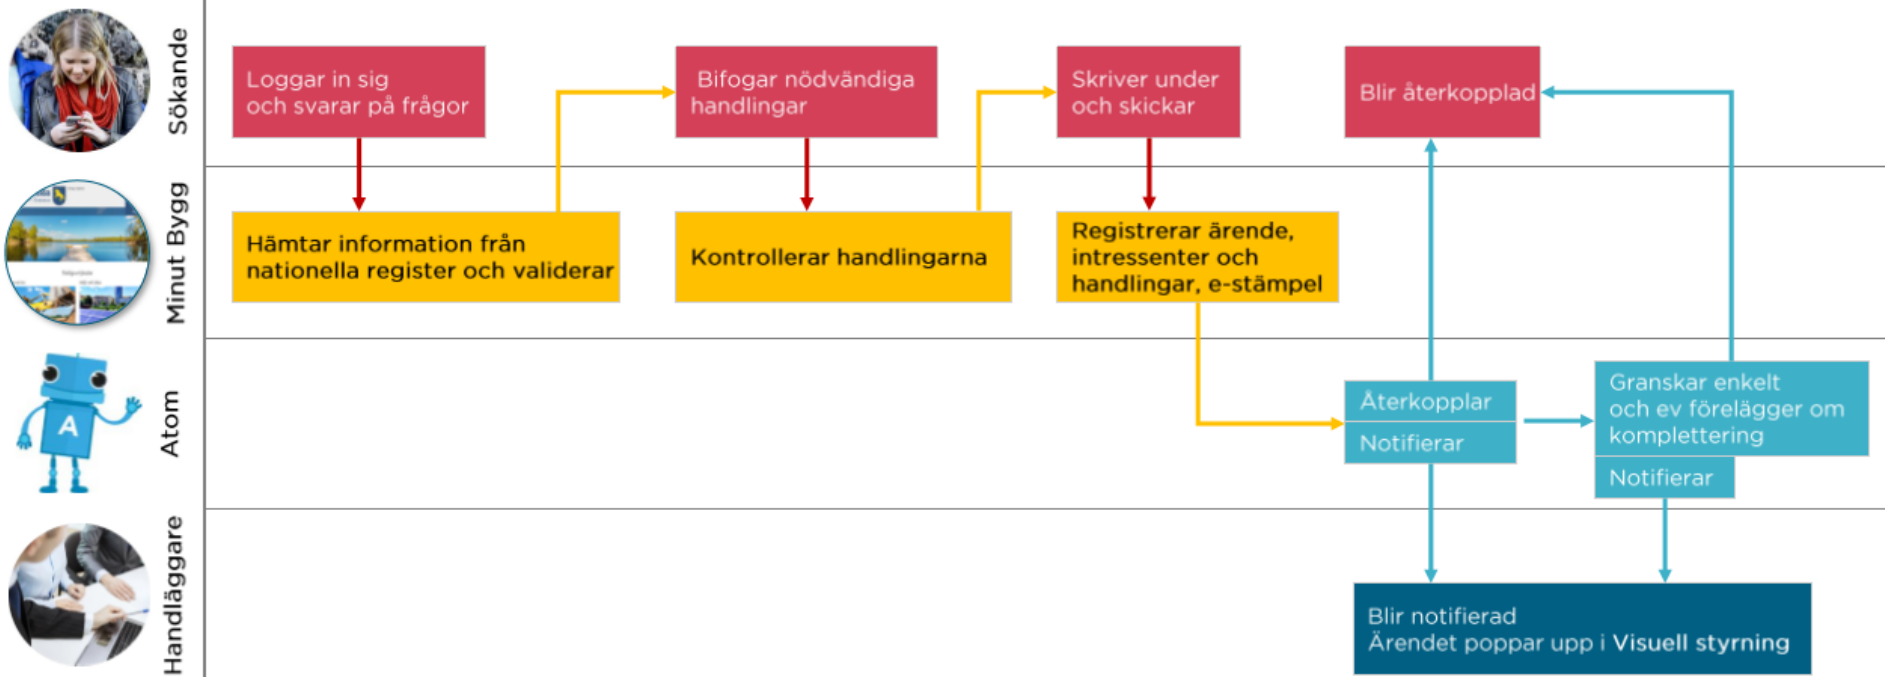 Sökande
Loggar in sig
och svarar på frågor
Bifogar nödvändiga
handlingar
Skriver under
och skickar
Blir återkopplad
Minut Bygg
Hämtar information från
nationella register och validerar
Kontrollerar handlingarna
Registrerar ärende,
intressenter och
handlingar, e-stämpel
Atom
A
Återkopplar
Notifierar
Granskar enkelt
och ev förelägger om
komplettering
Notifierar
Handläggare
Blir notifierad
Ärendet poppar upp i Visuell styrning